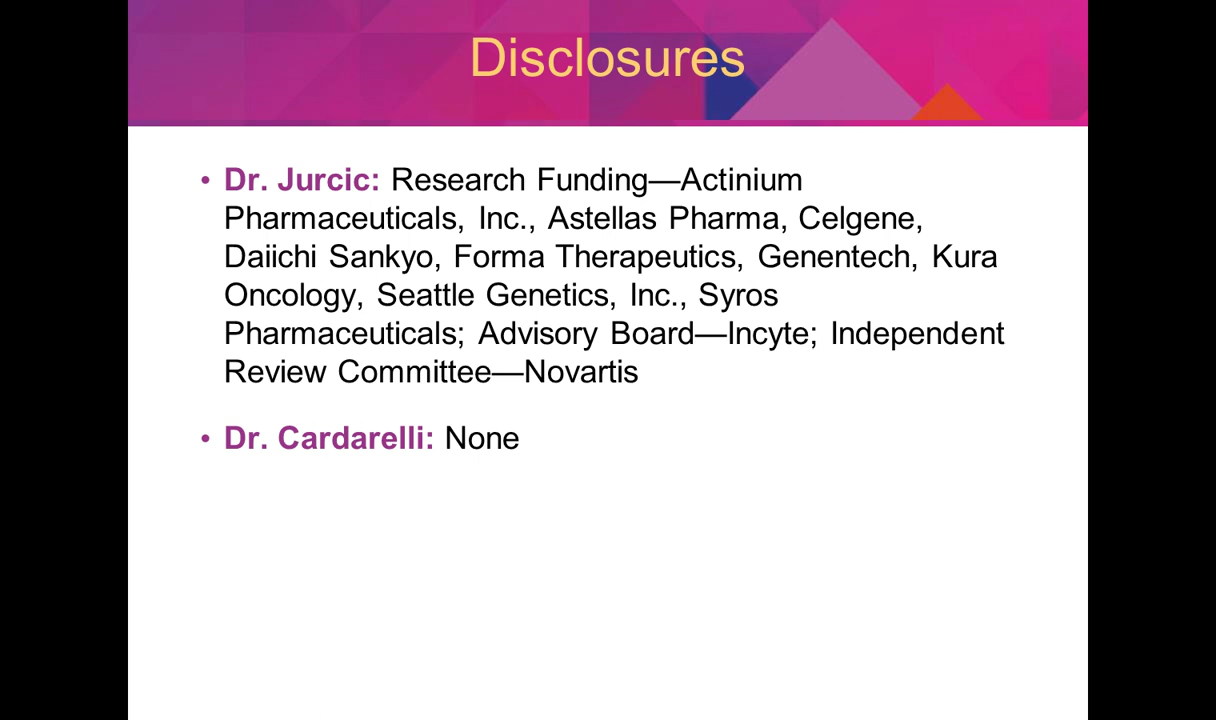 Disclosures
• Dr. Jurcic: Research Funding—Actinium
Pharmaceuticals, Inc., Astellas Pharma, Celgene,
Daiichi Sankyo, Forma Therapeutics, Genentech, Kura
Oncology, Seattle Genetics, Inc., Syros
Pharmaceuticals; Advisory Board—Incyte; Independent
Review Committee—Novartis
• Dr. Cardarelli: None